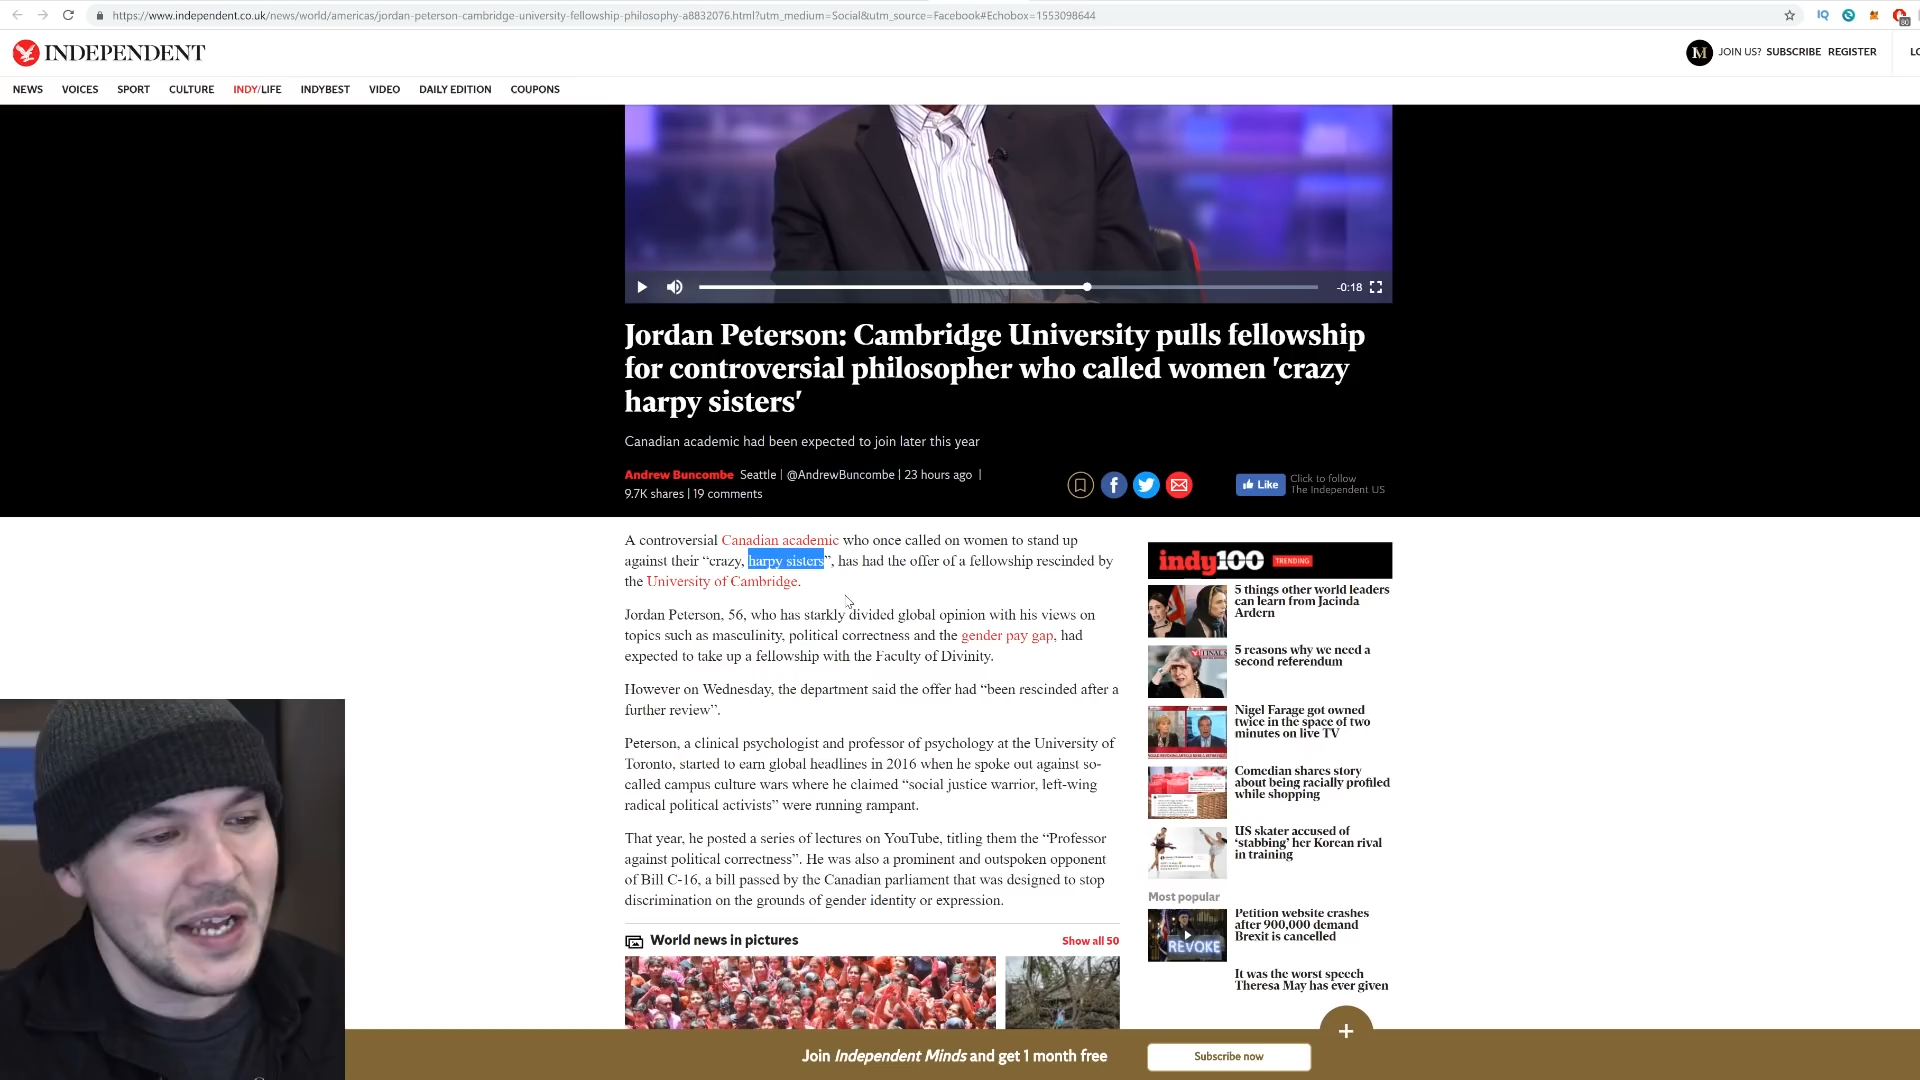 https://www.independent.co.uk/news/world/americas/jordan-peterson-cambridge-university-fellowship-philosophy-a8832076.html?utm_medium=Social&utm_source=Facebook#Echobox=1553098644
IQ
80
INDEPENDENT
JOIN US? SUBSCRIBE REGISTER
NEWS VOICES SPORT CULTURE INDY/LIFE INDYBEST VIDEO DAILY EDITION COUPONS
-0:18
Jordan Peterson: Cambridge University pulls fellowship
for controversial philosopher who called women 'crazy
harpy sisters'
Canadian academic had been expected to join later this year
Andrew Buncombe Seattle | @AndrewBuncombe | 23 hours ago |
9.7K shares | 19 comments
Like
Click to follow
The Independent US
A controversial Canadian academic who once called on women to stand up
against their “crazy, harpy sisters”, has had the offer of a fellowship rescinded by
the University of Cambridge.
Jordan Peterson, 56, who has starkly divided global opinion with his views on
topics such as masculinity, political correctness and the gender pay gap, had
expected to take up a fellowship with the Faculty of Divinity.
However on Wednesday, the department said the offer had “been rescinded after a
further review”.
Peterson, a clinical psychologist and professor of psychology at the University of
Toronto, started to earn global headlines in 2016 when he spoke out against so-
called campus culture wars where he claimed “social justice warrior, left-wing
radical political activists” were running rampant.
That year, he posted a series of lectures on YouTube, titling them the “Professor
against political correctness”. He was also a prominent and outspoken opponent
of Bill C-16, a bill passed by the Canadian parliament that was designed to stop
discrimination on the grounds of gender identity or expression.
World news in pictures
Show all 50
indy100 TRENDING
5 things other world leaders
can learn from Jacinda
Ardern
5 reasons why we need a
second referendum
Nigel Farage got owned
twice in the space of two
minutes on live TV
Comedian shares story
about being racially profiled
while shopping
US skater accused of
‘stabbing’ her Korean rival
in training
Most popular
REVOKE
Petition website crashes
after 900,000 demand
Brexit is cancelled
It was the worst speech
Theresa May has ever given
+
Join Independent Minds and get 1 month free
Subscribe now